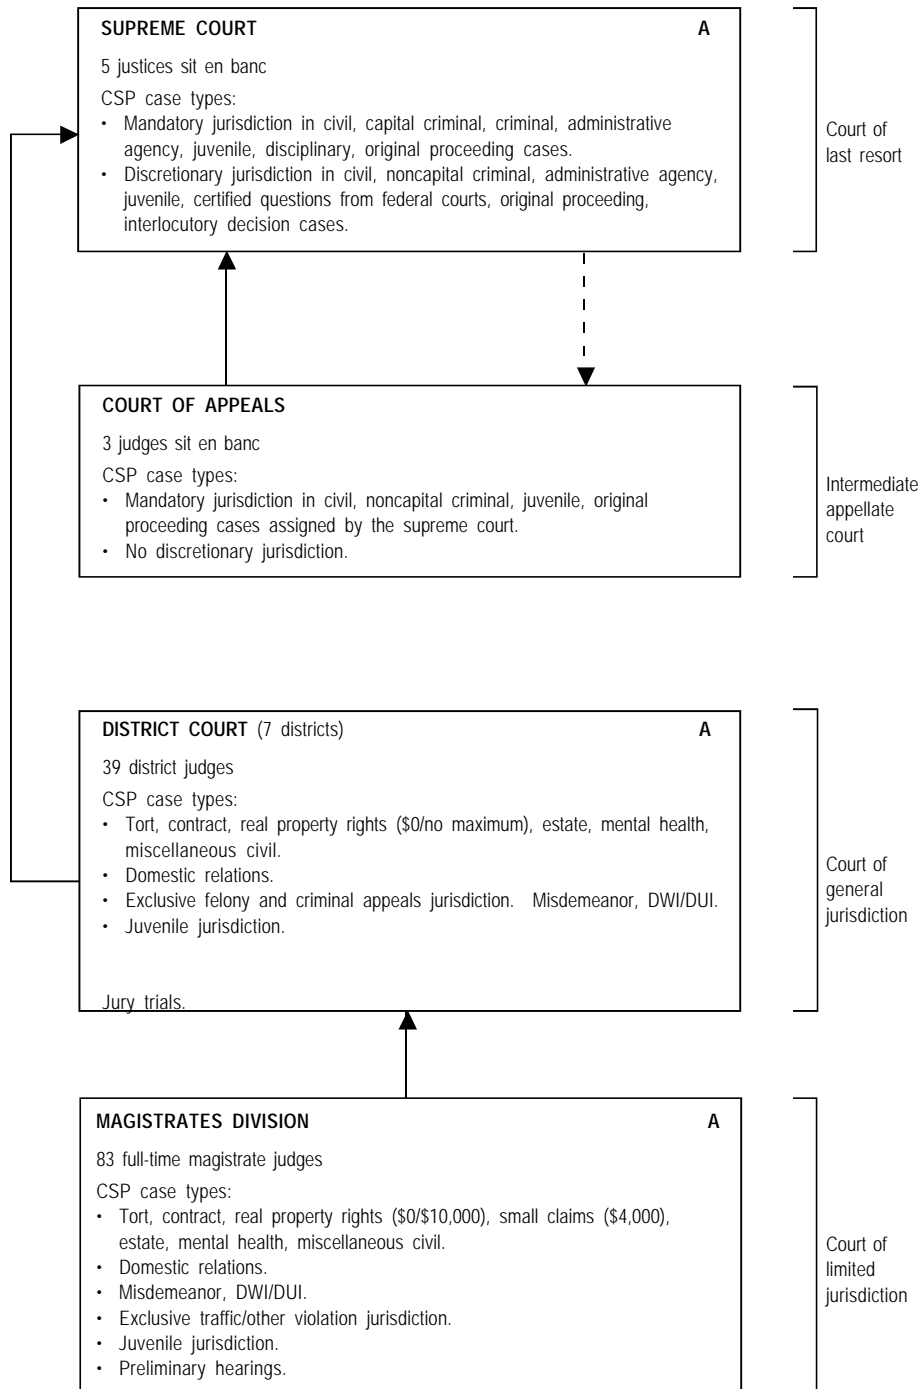 SUPREME COURT A
5 justices sit en banc
CSP case types:
• Mandatory jurisdiction in civil, capital criminal, criminal, administrative
agency, juvenile, disciplinary, original proceeding cases.
• Discretionary jurisdiction in civil, noncapital criminal, administrative agency,
juvenile, certified questions from federal courts, original proceeding,
interlocutory decision cases.
Court of
last resort
COURT OF APPEALS
3 judges sit en banc
CSP case types:
• Mandatory jurisdiction in civil, noncapital criminal, juvenile, original
proceeding cases assigned by the supreme court.
• No discretionary jurisdiction.
Intermediate
appellate
court
DISTRICT COURT (7 districts) A
39 district judges
CSP case types:
• Tort, contract, real property rights ($0/no maximum), estate, mental health,
miscellaneous civil.
• Domestic relations.
• Exclusive felony and criminal appeals jurisdiction. Misdemeanor, DWI/DUI.
• Juvenile jurisdiction.
Jury trials.
Court of
general
jurisdiction
MAGISTRATES DIVISION A
83 full-time magistrate judges
CSP case types:
• Tort, contract, real property rights ($0/$10,000), small claims ($4,000),
estate, mental health, miscellaneous civil.
• Domestic relations.
• Misdemeanor, DWI/DUI.
• Exclusive traffic/other violation jurisdiction.
• Juvenile jurisdiction.
• Preliminary hearings.
Court of
limited
jurisdiction